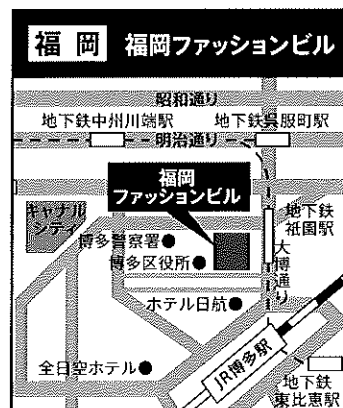 福岡 福岡ファッションビル
昭和通り
地下鉄中州川端駅 地下鉄呉服町駅
明治通り
福岡
ファッションビル
キャナル
シティ
地下鉄
祇園駅
博多警察署
博多区役所
大博通り
ホテル日航
JR博多駅
全日空ホテル
地下鉄
東比恵駅